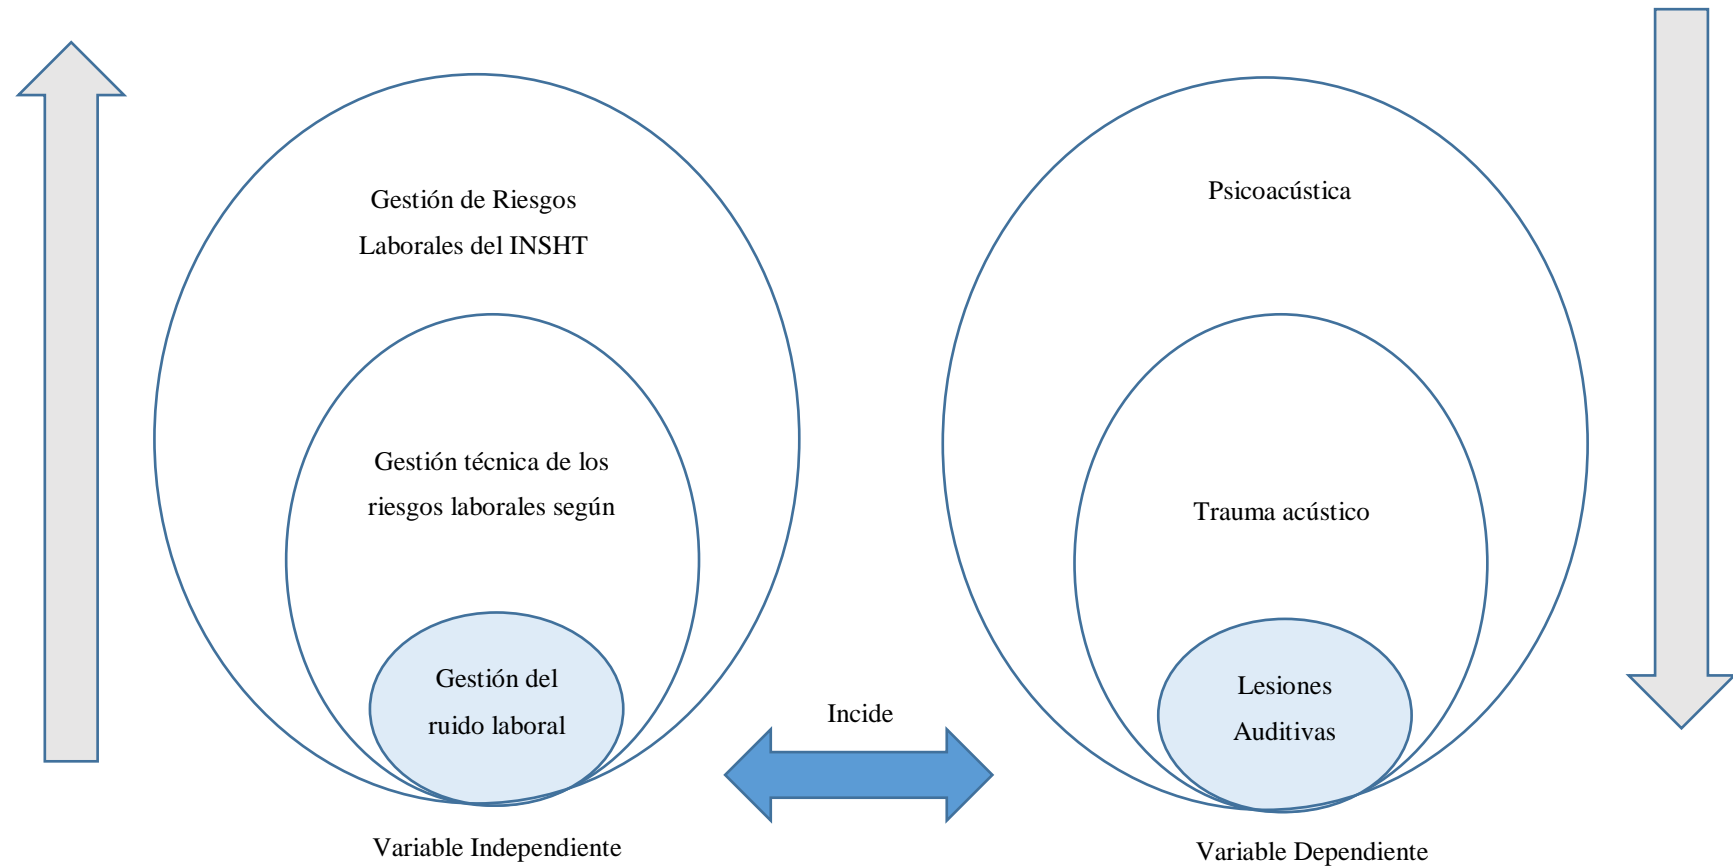 Gestión de Riesgos
Laborales del INSHT
Gestión técnica de los
riesgos laborales según
Gestión del
ruido laboral
Variable Independiente
Incide
Psicoacústica
Trauma acústico
Lesiones
Auditivas
Variable Dependiente